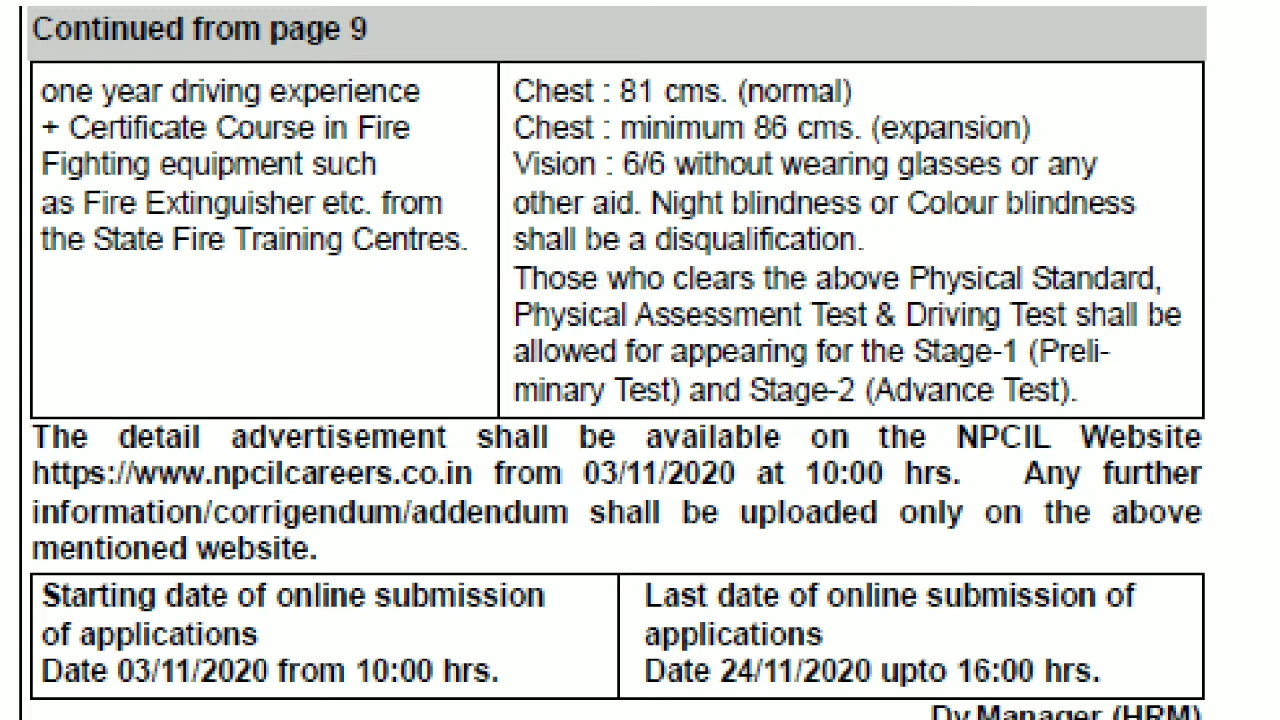 Continued from page 9
one year driving experience
+ Certificate Course in Fire
Fighting equipment such
as Fire Extinguisher etc. from
the State Fire Training Centres.
Chest : 81 cms. (normal)
Chest : minimum 86 cms. (expansion)
Vision : 6/6 without wearing glasses or any
other aid. Night blindness or Colour blindness
shall be a disqualification.
Those who clears the above Physical Standard,
Physical Assessment Test & Driving Test shall be
allowed for appearing for the Stage-1 (Preli-
minary Test) and Stage-2 (Advance Test).
The detail advertisement shall be available on the NPCIL Website
https://www.npcilcareers.co.in from 03/11/2020 at 10:00 hrs. Any further
information/corrigendum/addendum shall be uploaded only on the above
mentioned website.
Starting date of online submission
of applications
Date 03/11/2020 from 10:00 hrs.
Last date of online submission of
applications
Date 24/11/2020 upto 16:00 hrs.
Dy.Manager (HRM)